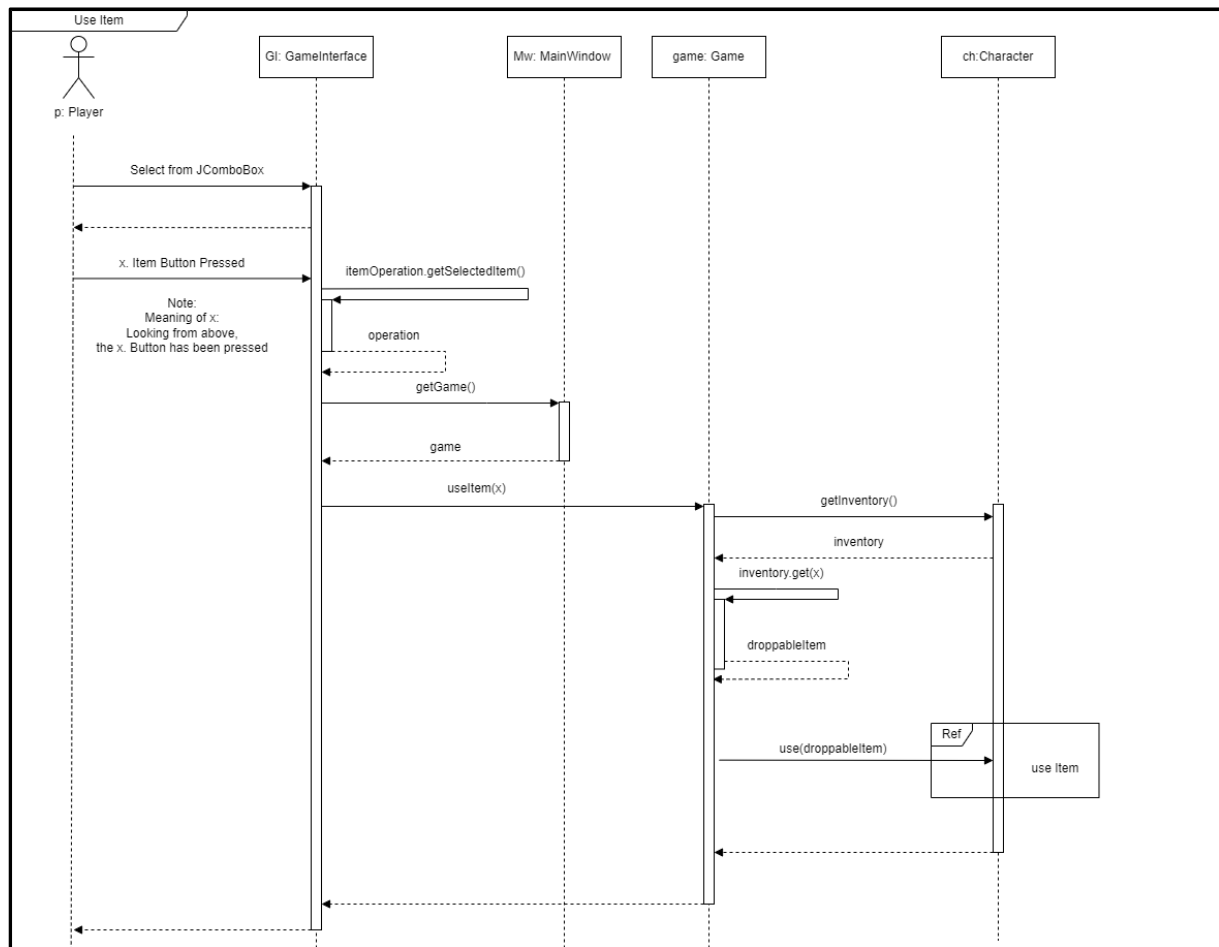 Use Item
GI: GameInterface
Mw: MainWindow
game: Game
ch:Character
p: Player
Select from JComboBox
x. Item Button Pressed
itemOperation.getSelectedItem()
Note:
Meaning of x:
Looking from above,
the x. Button has been pressed
operation
getGame()
game
useItem(x)
getInventory()
inventory
inventory.get(x)
droppableItem
Ref
use(droppableItem)
use Item